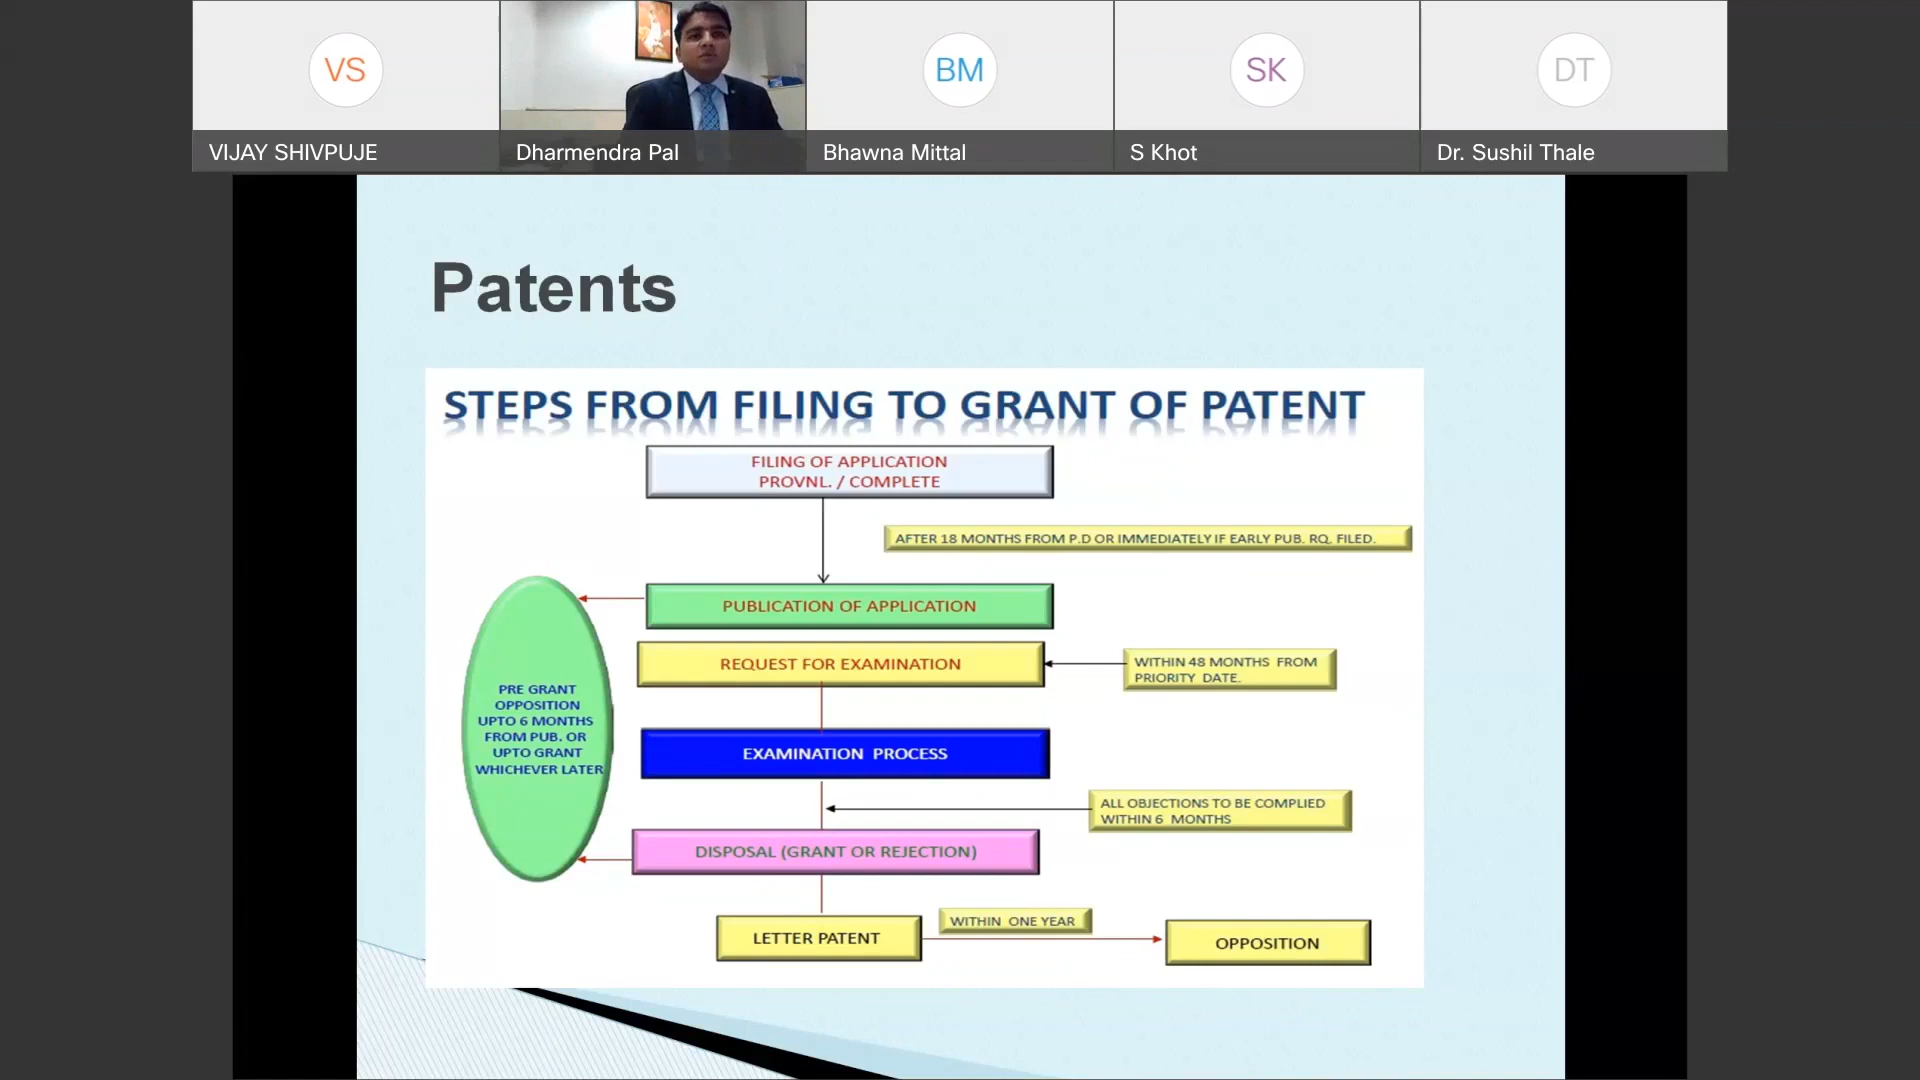 VS
BM
SK
DT
VIJAY SHIVPUJE
Dharmendra Pal
Bhawna Mittal
S Khot
Dr. Sushil Thale
Patents
STEPS FROM FILING TO GRANT OF PATENT
FILING OF APPLICATION
PROVNL. / COMPLETE
AFTER 18 MONTHS FROM P.D OR IMMEDIATELY IF EARLY PUB. RQ. FILED.
PUBLICATION OF APPLICATION
REQUEST FOR EXAMINATION
WITHIN 48 MONTHS FROM
PRIORITY DATE.
PRE GRANT
OPPOSITION
UPTO 6 MONTHS
FROM PUB. OR
UPTO GRANT
WHICHEVER LATER
EXAMINATION PROCESS
ALL OBJECTIONS TO BE COMPLIED
WITHIN 6 MONTHS
DISPOSAL (GRANT OR REJECTION)
LETTER PATENT
WITHIN ONE YEAR
OPPOSITION